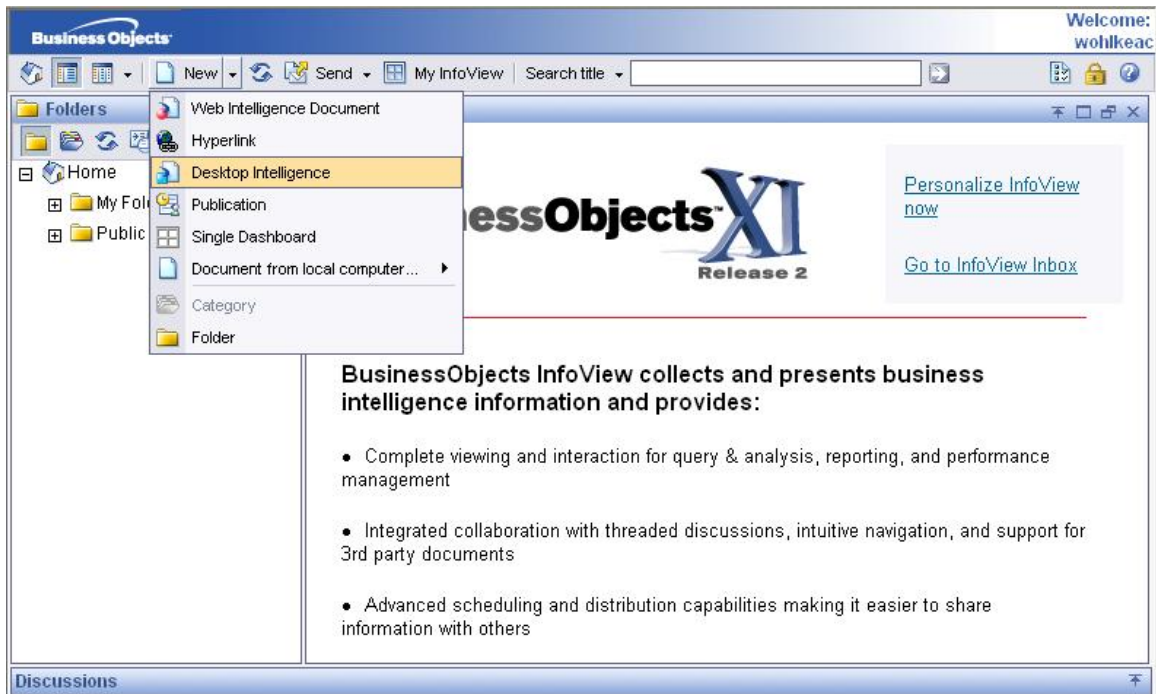 Business Objects
Welcome:
wohlkeac
New
Send
My InfoView
Search title
Folders
Web Intelligence Document
Hyperlink
Desktop Intelligence
Publication
Single Dashboard
Document from local computer...
Category
Folder
Home
My Fol
Public
essObjects™ XI
Release 2
Personalize InfoView
now
Go to InfoView Inbox
BusinessObjects InfoView collects and presents business
intelligence information and provides:
● Complete viewing and interaction for query & analysis, reporting, and performance
management
● Integrated collaboration with threaded discussions, intuitive navigation, and support for
3rd party documents
● Advanced scheduling and distribution capabilities making it easier to share
information with others
Discussions